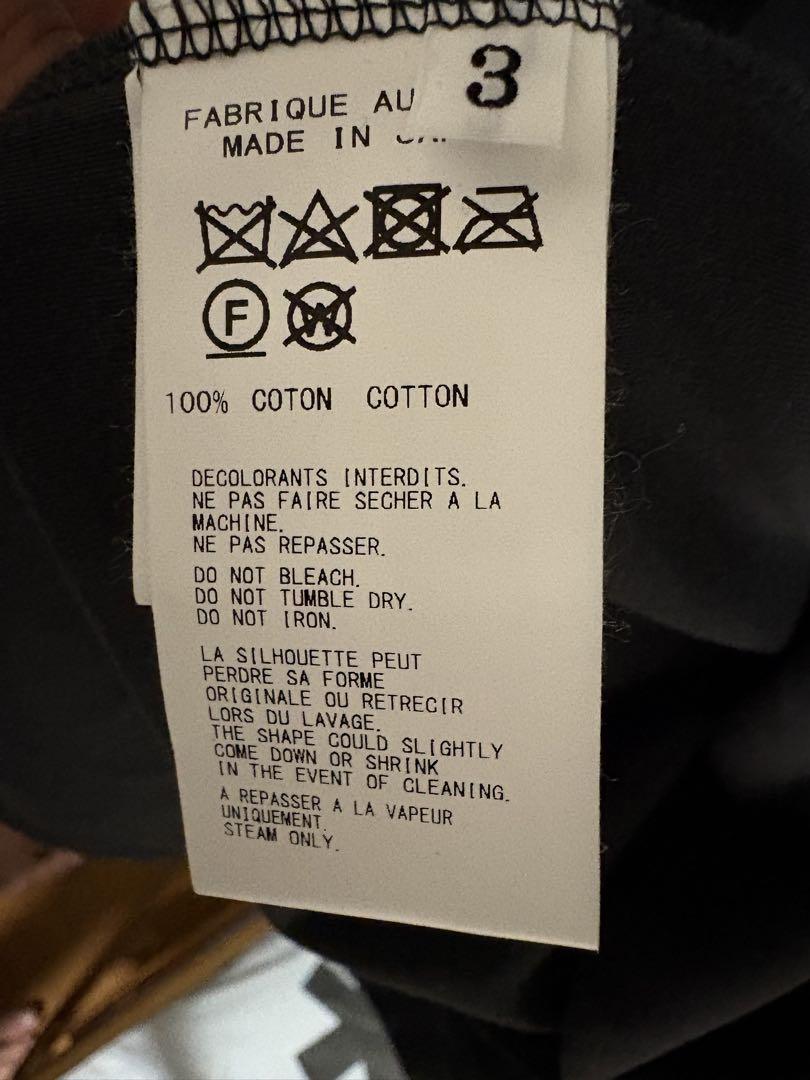 3
FABRIQUE AU
MADE IN
F
W
100% COTON COTTON
DECOLORANTS INTERDITS.
NE PAS FAIRE SECHER A LA
MACHINE.
NE PAS REPASSER.
DO NOT BLEACH.
DO NOT TUMBLE DRY.
DO NOT IRON.
LA SILHOUETTE PEUT
PERDRE SA FORME
ORIGINALE OU RETRECIR
LORS DU LAVAGE.
THE SHAPE COULD SLIGHTLY
COME DOWN OR SHRINK
IN THE EVENT OF CLEANING.
A REPASSER A LA VAPEUR
UNIQUEMENT.
STEAM ONLY.